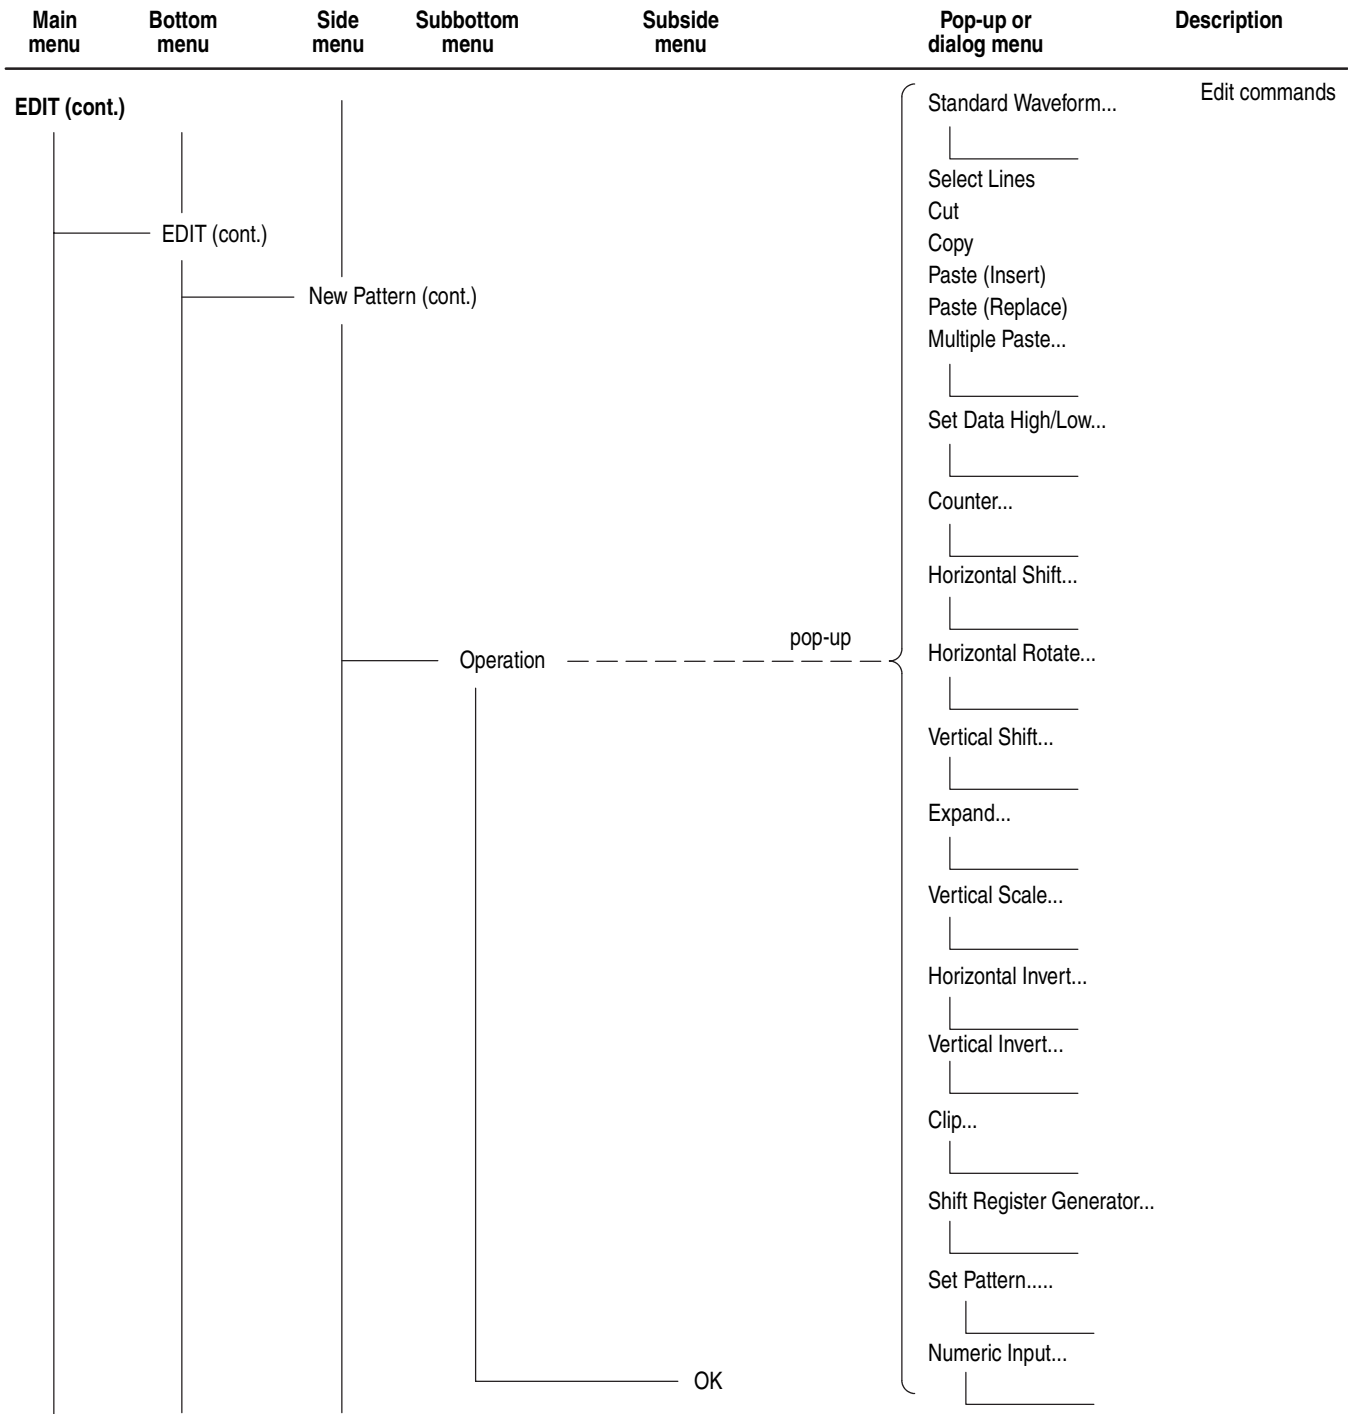 Main menu
Bottom menu
Side menu
Subbottom menu
Subside menu
Pop-up or dialog menu
Description
EDIT (cont.)
Standard Waveform...
Edit commands
Select Lines
Cut
EDIT (cont.)
Copy
Paste (Insert)
New Pattern (cont.)
Paste (Replace)
Multiple Paste...
Set Data High/Low...
Counter...
Horizontal Shift...
pop-up
Operation
Horizontal Rotate...
Vertical Shift...
Expand...
Vertical Scale...
Horizontal Invert...
Vertical Invert...
Clip...
Shift Register Generator...
Set Pattern.....
Numeric Input...
OK